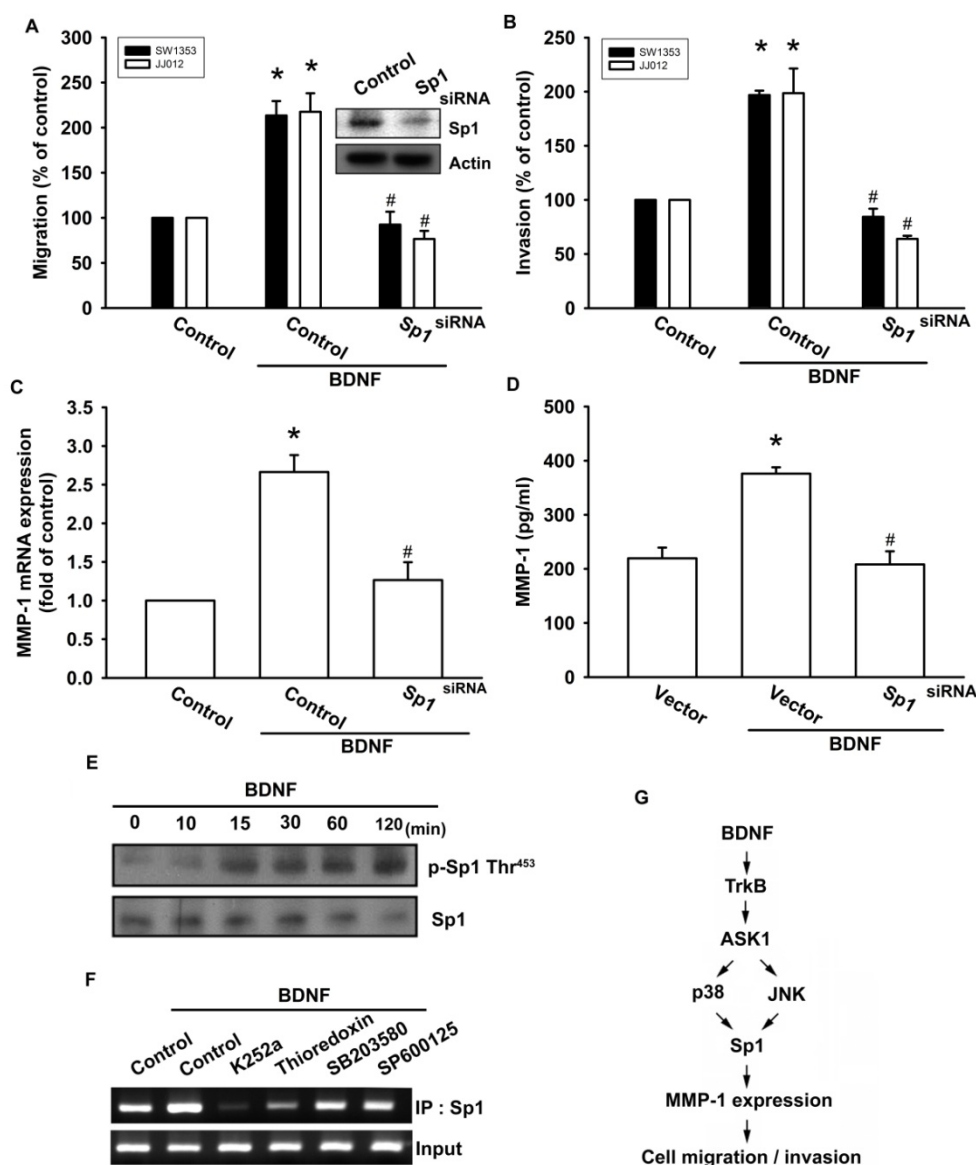 A
Migration (% of control)
300
250
200
150
100
50
0
SW1353
JJ012
* *
# #
Control
Sp1
siRNA
Sp1
Actin
Control
Control
Sp1 siRNA
BDNF
B
Invasion (% of control)
250
200
150
100
50
0
SW1353
JJ012
* *
# #
Control
Control
Sp1 siRNA
BDNF
C
MMP-1 mRNA expression
(fold of control)
3.5
3.0
2.5
2.0
1.5
1.0
0.5
0.0
*
#
Control
Control
Sp1 siRNA
BDNF
D
MMP-1 (pg/ml)
500
400
300
200
100
0
*
#
Vector
Vector
Sp1 siRNA
BDNF
E
BDNF
0 10 15 30 60 120 (min)
p-Sp1 Thr453
Sp1
F
BDNF
Control Control K252a Thioredoxin SB203580 SP600125
IP : Sp1
Input
G
BDNF
TrkB
ASK1
p38 JNK
Sp1
MMP-1 expression
Cell migration / invasion